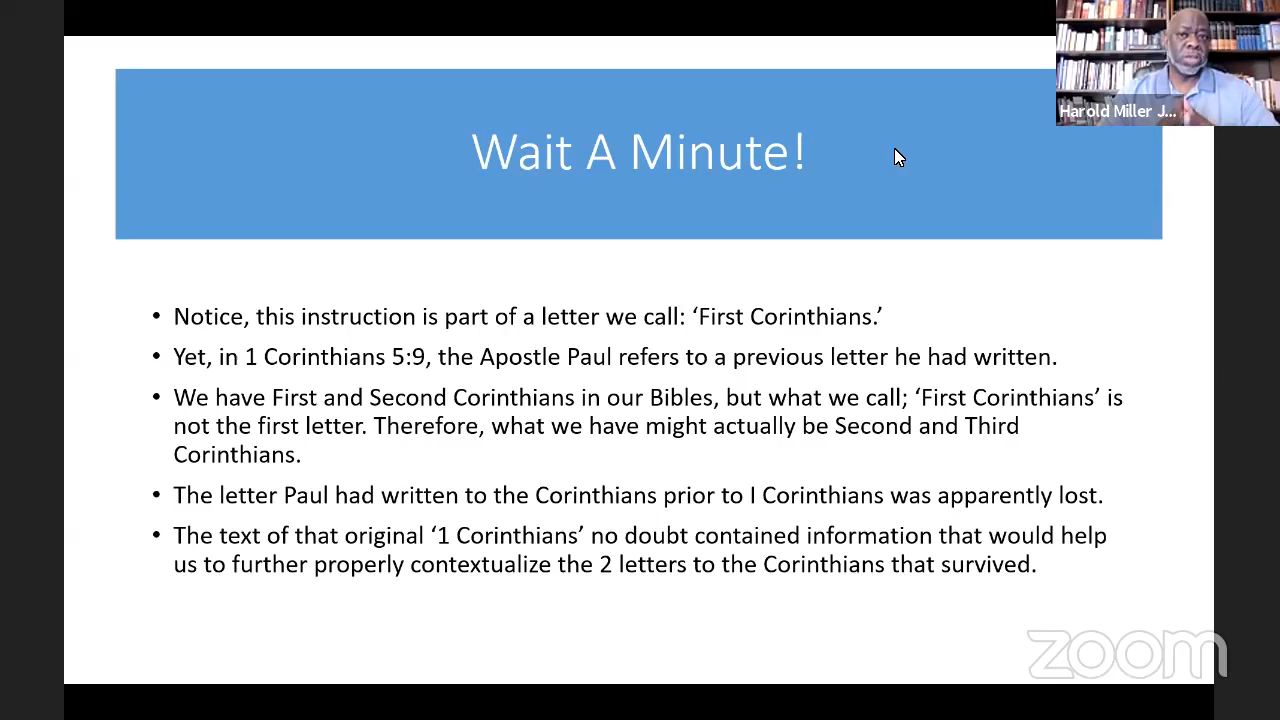 Harold Miller J...
Wait A Minute!
• Notice, this instruction is part of a letter we call: ‘First Corinthians.’
• Yet, in 1 Corinthians 5:9, the Apostle Paul refers to a previous letter he had written.
• We have First and Second Corinthians in our Bibles, but what we call; ‘First Corinthians’ is
not the first letter. Therefore, what we have might actually be Second and Third
Corinthians.
• The letter Paul had written to the Corinthians prior to I Corinthians was apparently lost.
• The text of that original ‘1 Corinthians’ no doubt contained information that would help
us to further properly contextualize the 2 letters to the Corinthians that survived.
zoom